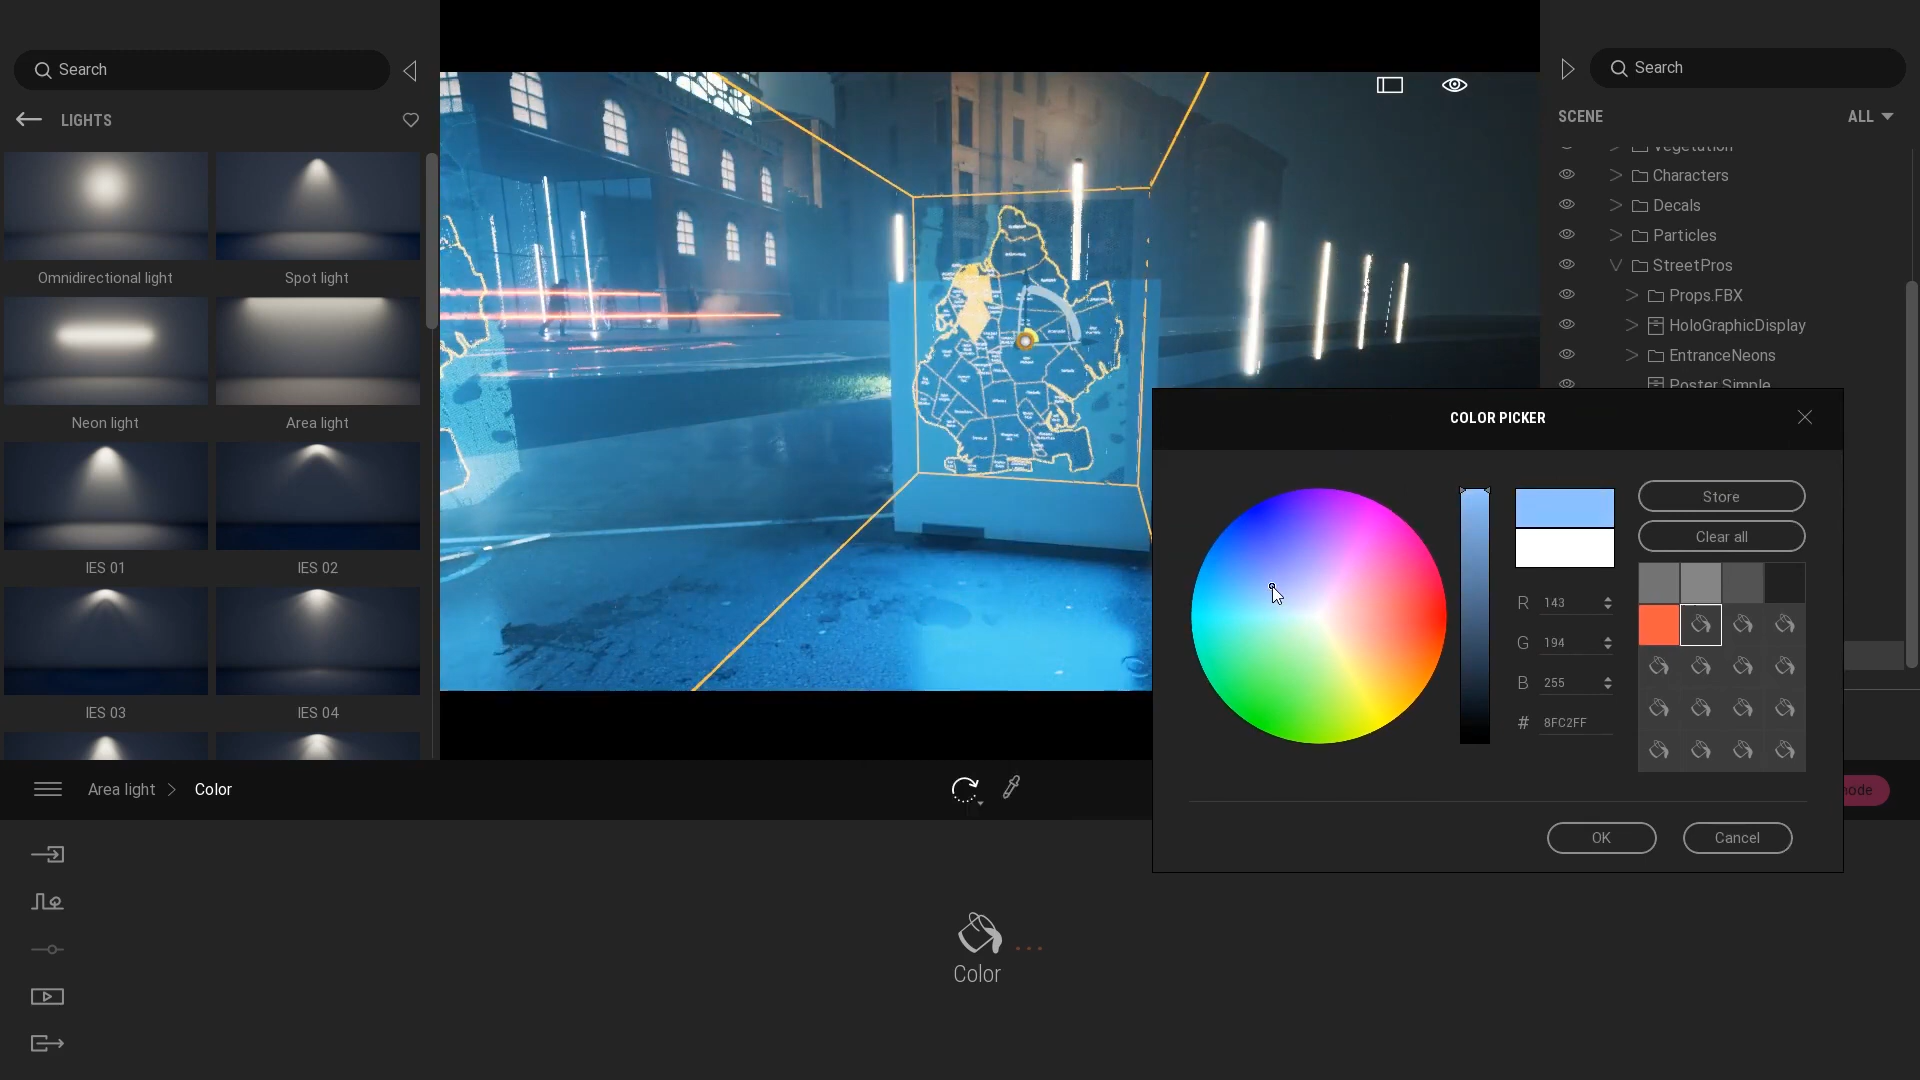 Search
LIGHTS
Omnidirectional light
Spot light
Neon light
Area light
IES 01
IES 02
IES 03
IES 04
Search
SCENE
ALL
Vegetation
Characters
Decals
Particles
StreetPros
Props.FBX
HoloGraphicDisplay
EntranceNeons
Poster Simple
COLOR PICKER
Store
Clear all
R 143
G 194
B 255
# 8FC2FF
OK
Cancel
Area light
Color
Color